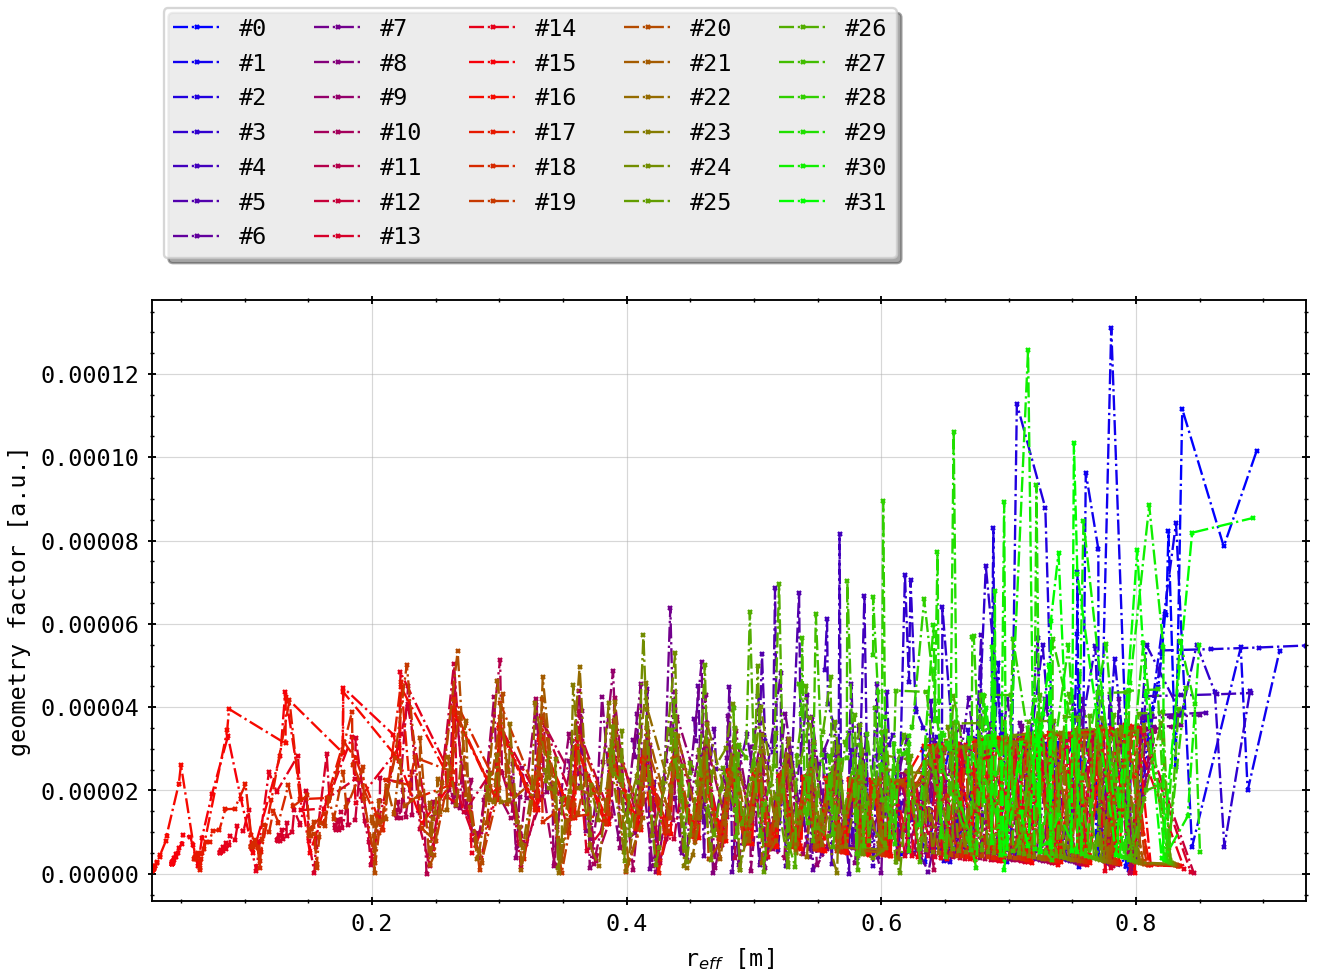 #0 #7 #14 #20 #26
#1 #8 #15 #21 #27
#2 #9 #16 #22 #28
#3 #10 #17 #23 #29
#4 #11 #18 #24 #30
#5 #12 #19 #25 #31
#6 #13
geometry factor [a.u.]
0.00012
0.00010
0.00008
0.00006
0.00004
0.00002
0.00000
0.2 0.4 0.6 0.8
r_eff [m]